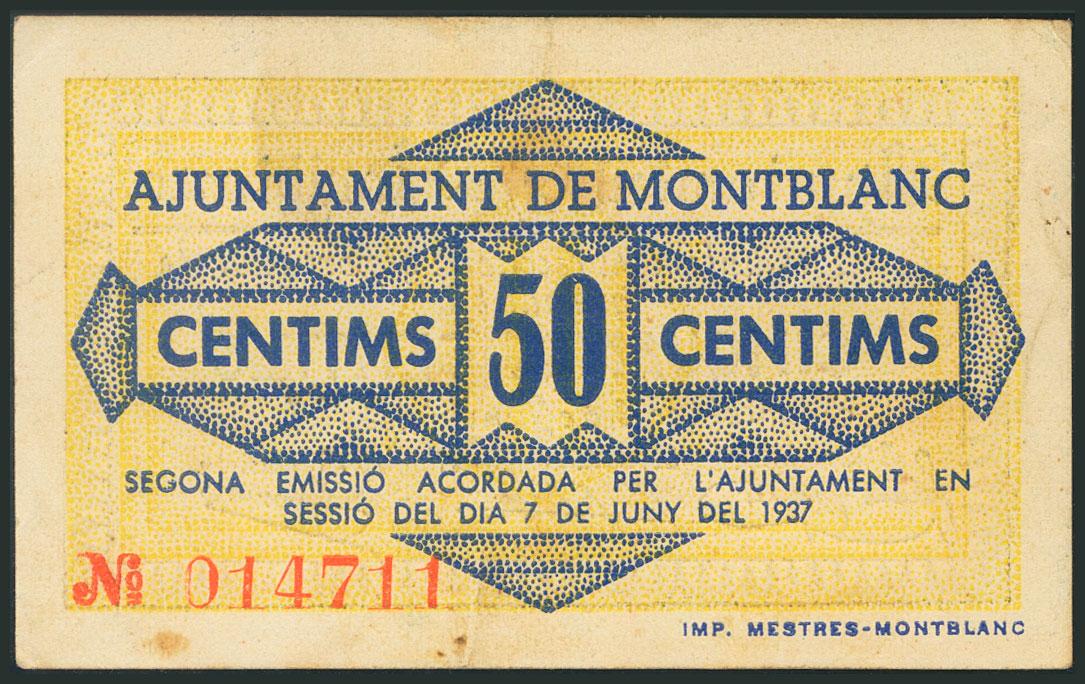 AJUNTAMENT DE MONTBLANC
CENTIMS 50 CENTIMS
SEGONA EMISSIÓ ACORDADA PER L'AJUNTAMENT EN
SESSIÓ DEL DIA 7 DE JUNY DEL 1937
Nº 014711
IMP. MESTRES-MONTBLANC